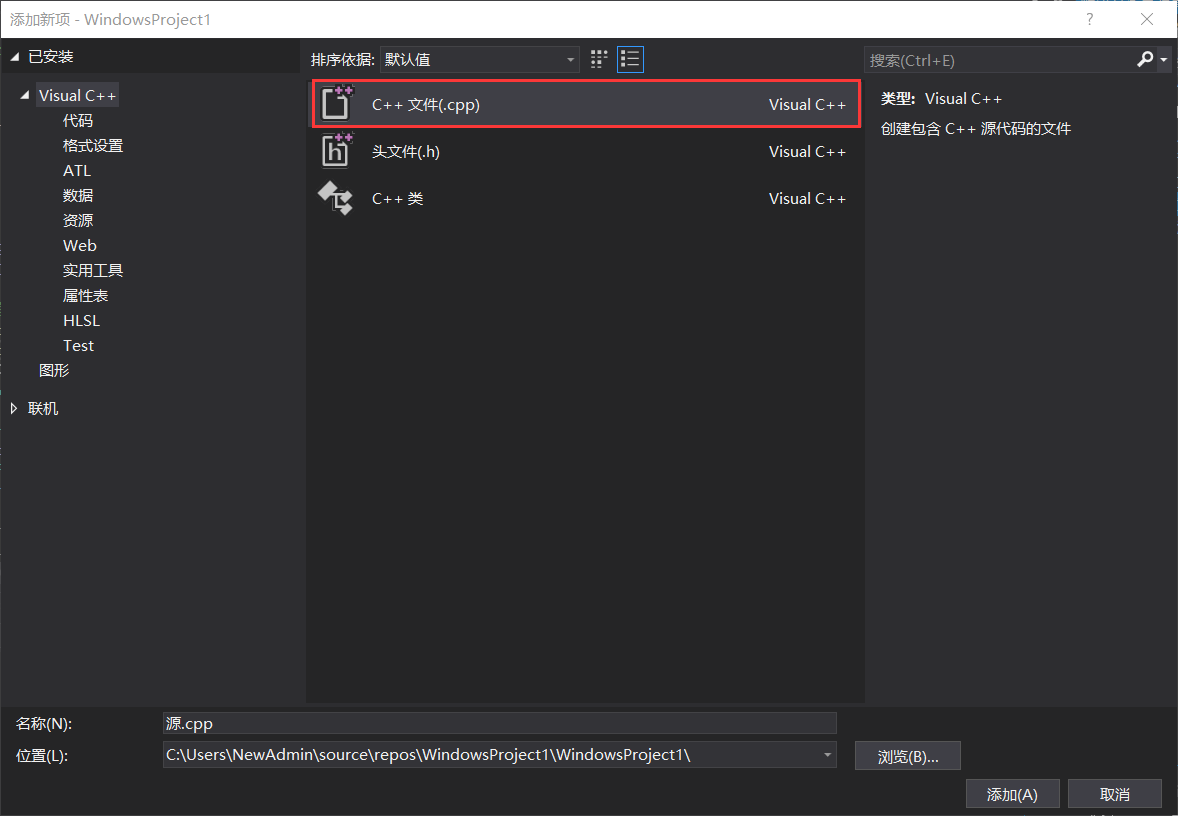 添加新项 - WindowsProject1
?
已安装
Visual C++
代码
格式设置
ATL
数据
资源
Web
实用工具
属性表
HLSL
Test
图形
联机
排序依据: 默认值
C++ 文件(.cpp) Visual C++
头文件(.h) Visual C++
C++ 类 Visual C++
搜索(Ctrl+E)
类型: Visual C++
创建包含 C++ 源代码的文件
名称(N): 源.cpp
位置(L): C:\Users\NewAdmin\source\repos\WindowsProject1\WindowsProject1\
浏览(B)...
添加(A) 取消